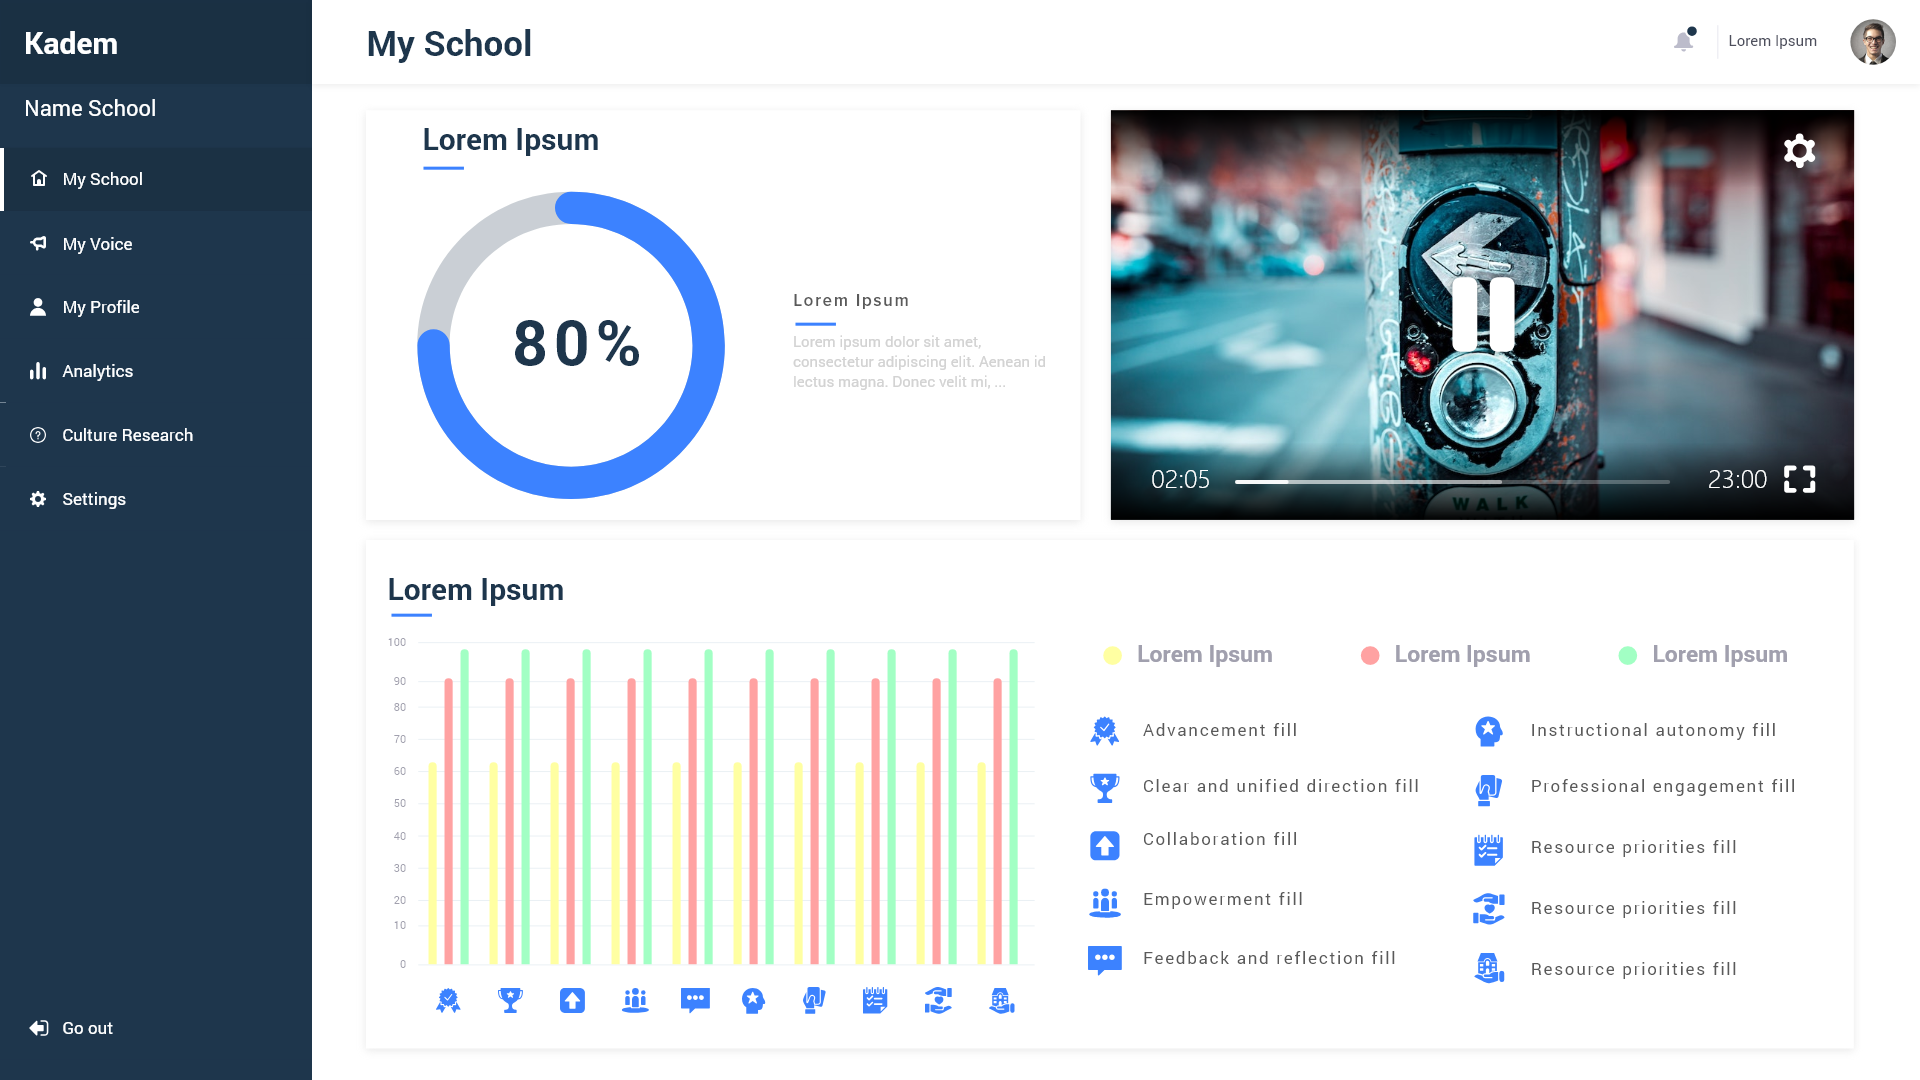 Kadem
Name School
My School
My Voice
My Profile
Analytics
Culture Research
Settings
Go out
My School
Lorem Ipsum
Lorem Ipsum
80%
Lorem Ipsum
Lorem ipsum dolor sit amet,
consectetur adipiscing elit. Aenean id
lectus magna. Donec velit mi, ...
02:05
23:00
WALK
Lorem Ipsum
100
90
80
70
60
50
40
30
20
10
0
Lorem Ipsum
Lorem Ipsum
Lorem Ipsum
Advancement fill
Clear and unified direction fill
Collaboration fill
Empowerment fill
Feedback and reflection fill
Instructional autonomy fill
Professional engagement fill
Resource priorities fill
Resource priorities fill
Resource priorities fill